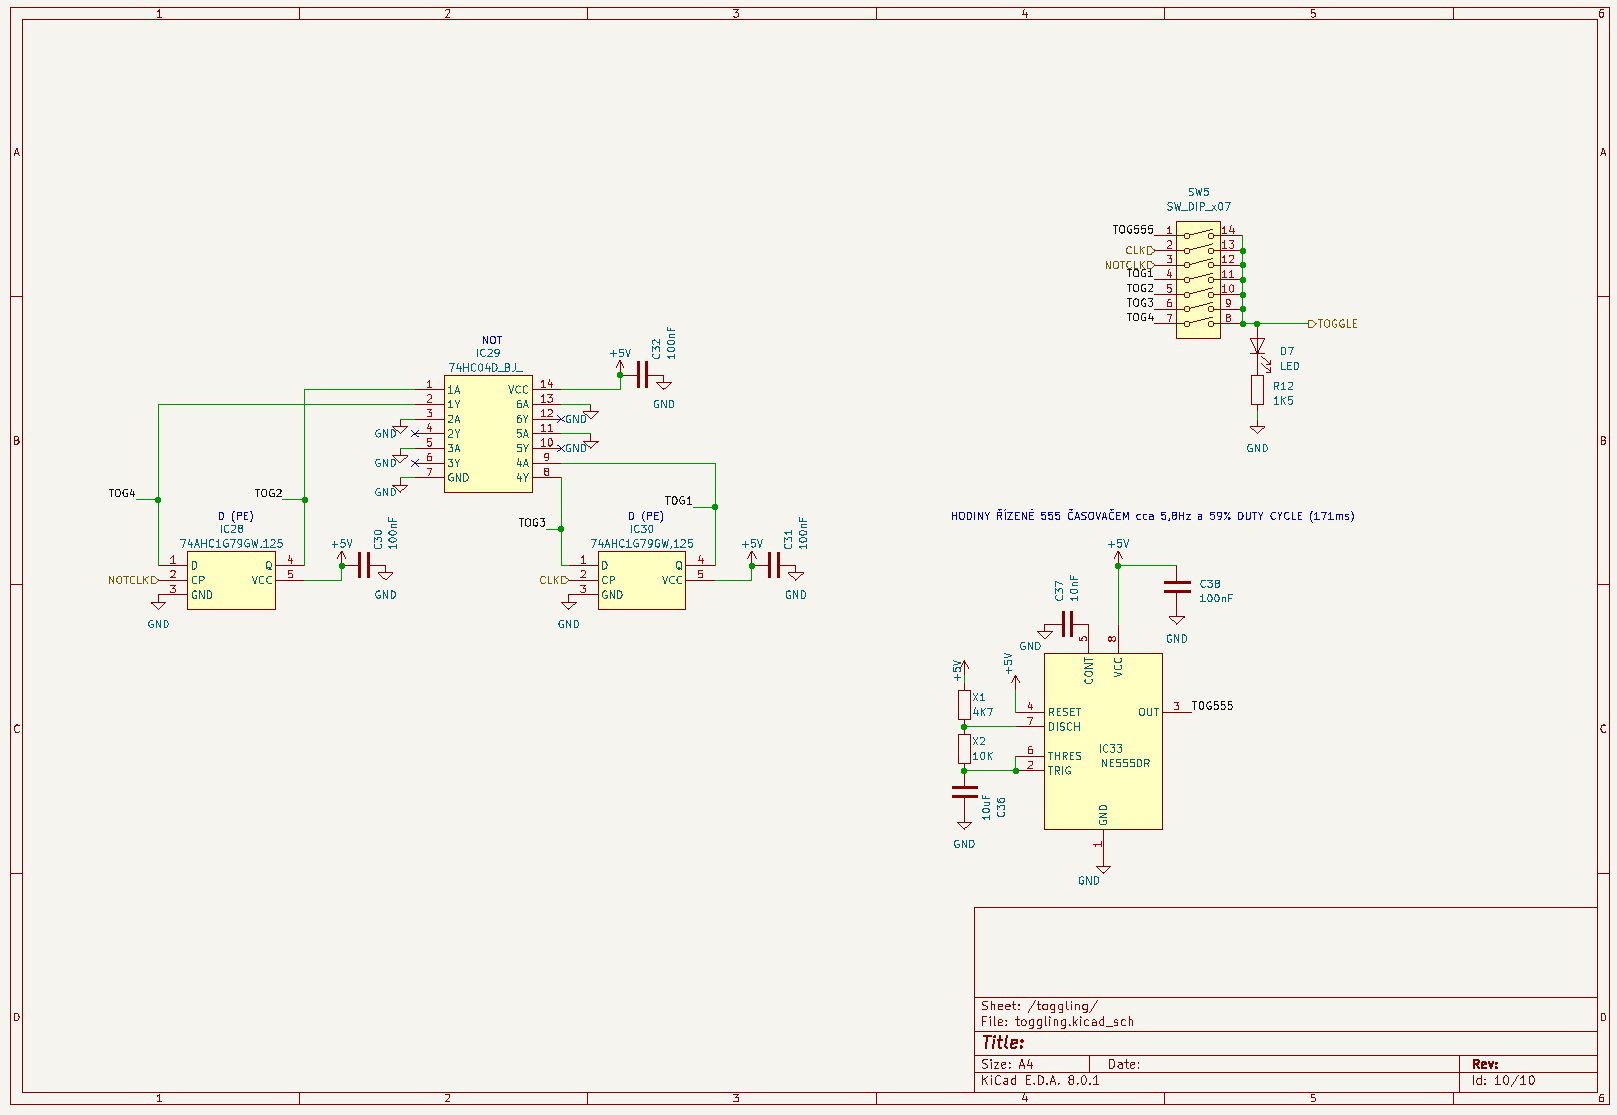 1 2 3 4 5 6
A
B
C
D
A
B
C
D
1 2 3 4 5 6
SW5
SW_DIP_x07
TOG555 1 14
CLK 2 13
NOTCLK 3 12
TOG1 4 11
TOG2 5 10
TOG3 6 9
TOG4 7 8
TOGGLE
D7
LED
R12
1K5
GND
NOT
IC29
74HC04D_BJ_
1 1A VCC 14
2 1Y 6A 13
3 2A 6Y 12
4 2Y 5A 11
5 3A 5Y 10
6 3Y 4A 9
7 GND 4Y 8
GND
GND
GND
GND
GND
+5V
C32
100nF
GND
TOG4
TOG2
D (PE)
IC28
74AHC1G79GW,125
1 D Q 4
2 CP VCC 5
3 GND
NOTCLK
GND
+5V
C30
100nF
GND
TOG3
TOG1
D (PE)
IC30
74AHC1G79GW,125
1 D Q 4
2 CP VCC 5
3 GND
CLK
GND
+5V
C31
100nF
GND
HODINY ŘÍZENÉ 555 ČASOVAČEM cca 5,8Hz a 59% DUTY CYCLE (171ms)
+5V
C38
100nF
GND
C37
10nF
GND
5
8
CONT
VCC
+5V
+5V
X1
4K7
X2
10K
4 RESET
7 DISCH
6 THRES
2 TRIG
OUT 3 TOG555
IC33
NE555DR
10uF
C36
GND
GND
1
GND
Sheet: /toggling/
File: toggling.kicad_sch
Title:
Size: A4 Date: Rev:
KiCad E.D.A. 8.0.1 Id: 10/10